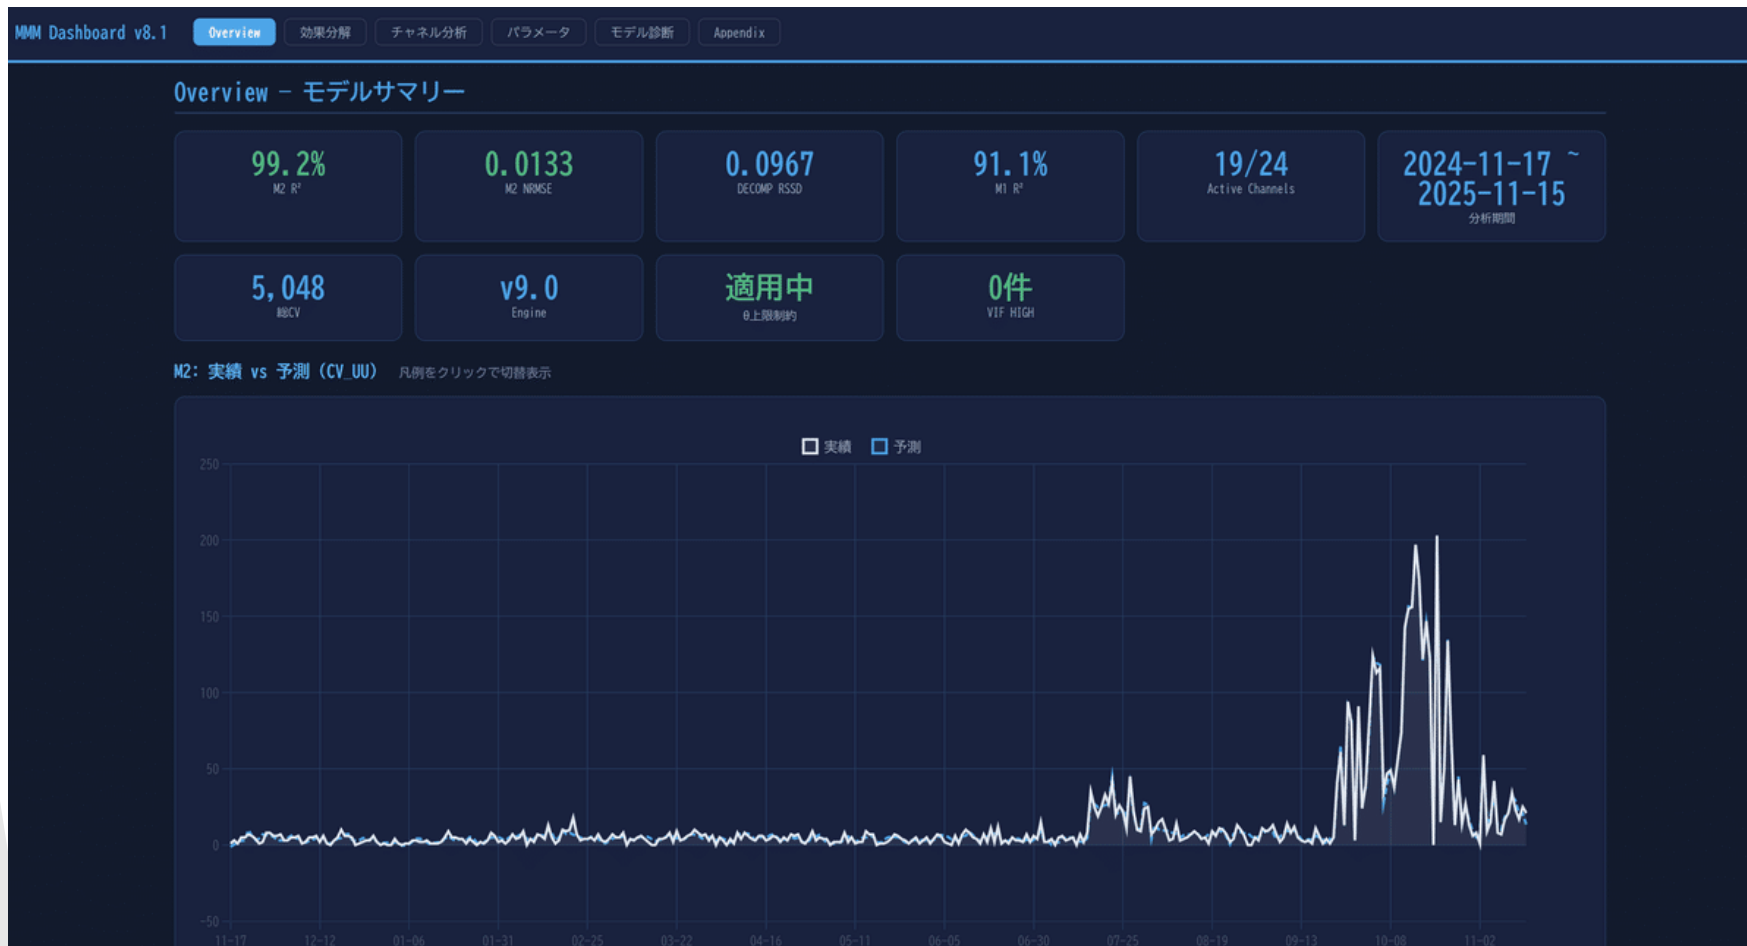 MMM Dashboard v8.1 Overview 効果分解 チャネル分析 パラメータ モデル診断 Appendix
Overview - モデルサマリー
99.2%
M2 R²
0.0133
M2 NRMSE
0.0967
DECOMP RSSD
91.1%
M1 R²
19/24
Active Channels
2024-11-17 ~
2025-11-15
分析期間
5,048
総CV
v9.0
Engine
適用中
θ上限制約
0件
VIF HIGH
M2: 実績 vs 予測 (CV_UU) 凡例をクリックで切替表示
実績 予測
250
200
150
100
50
0
-50
11-17 12-12 01-06 01-31 02-25 03-22 04-16 05-11 06-05 06-30 07-25 08-19 09-13 10-08 11-02